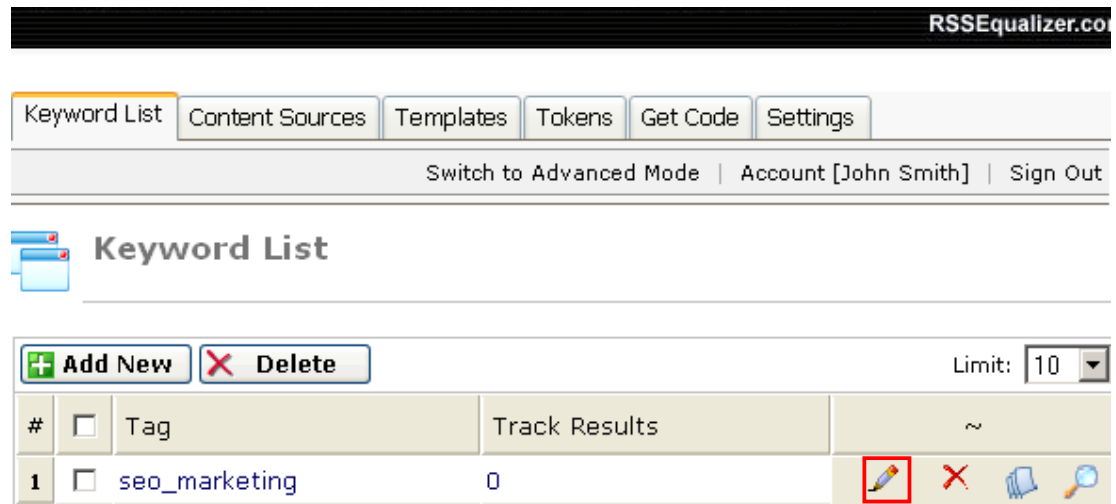 RSSEqualizer.com
Keyword List Content Sources Templates Tokens Get Code Settings
Switch to Advanced Mode | Account [John Smith] | Sign Out
Keyword List
Add New Delete Limit: 10
# Tag Track Results ~
1 seo_marketing 0